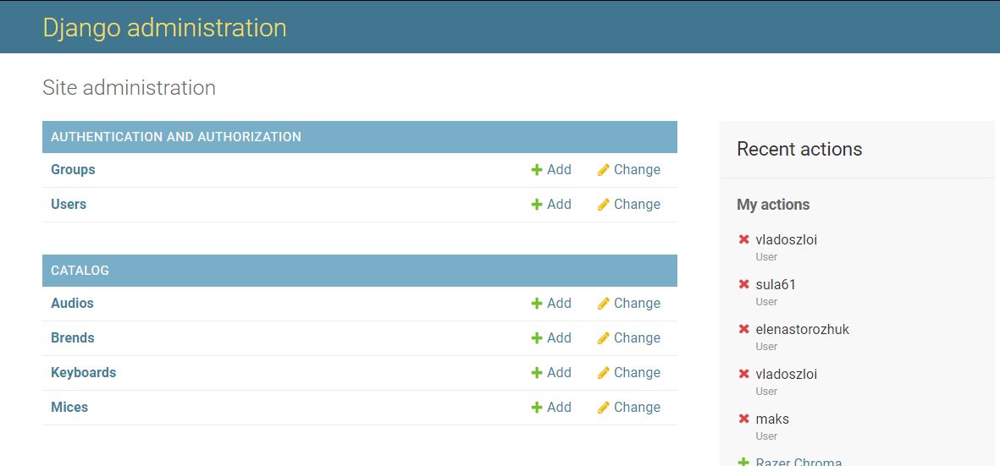 Django administration
Site administration
AUTHENTICATION AND AUTHORIZATION
Groups Add Change
Users Add Change
CATALOG
Audios Add Change
Brends Add Change
Keyboards Add Change
Mices Add Change
Recent actions
My actions
vladoszloi
User
sula61
User
elenastorozhuk
User
vladoszloi
User
maks
User
Razer Chroma